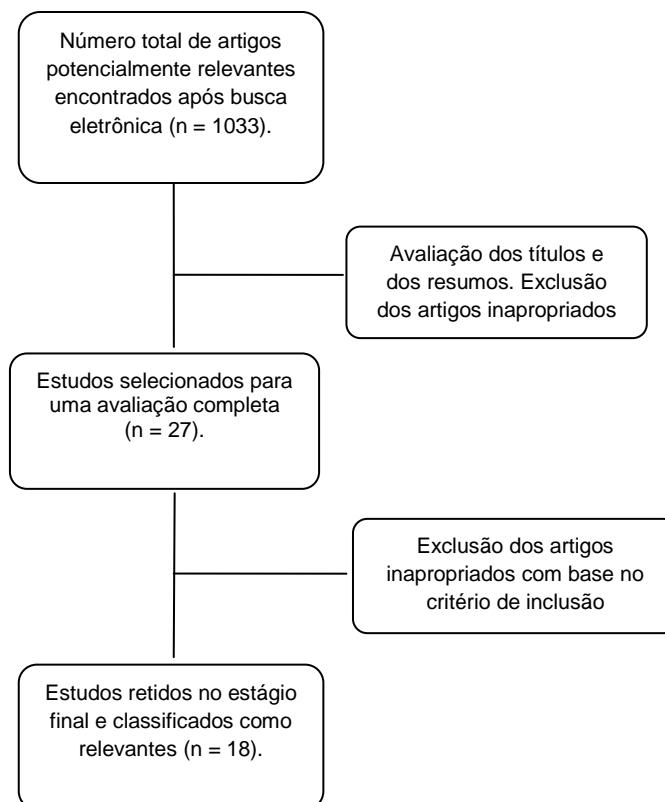 Número total de artigos
potencialmente relevantes
encontrados após busca
eletrônica (n = 1033).
Avaliação dos títulos e
dos resumos. Exclusão
dos artigos inapropriados
Estudos selecionados para
uma avaliação completa
(n = 27).
Exclusão dos artigos
inapropriados com base no
critério de inclusão
Estudos retidos no estágio
final e classificados como
relevantes (n = 18).